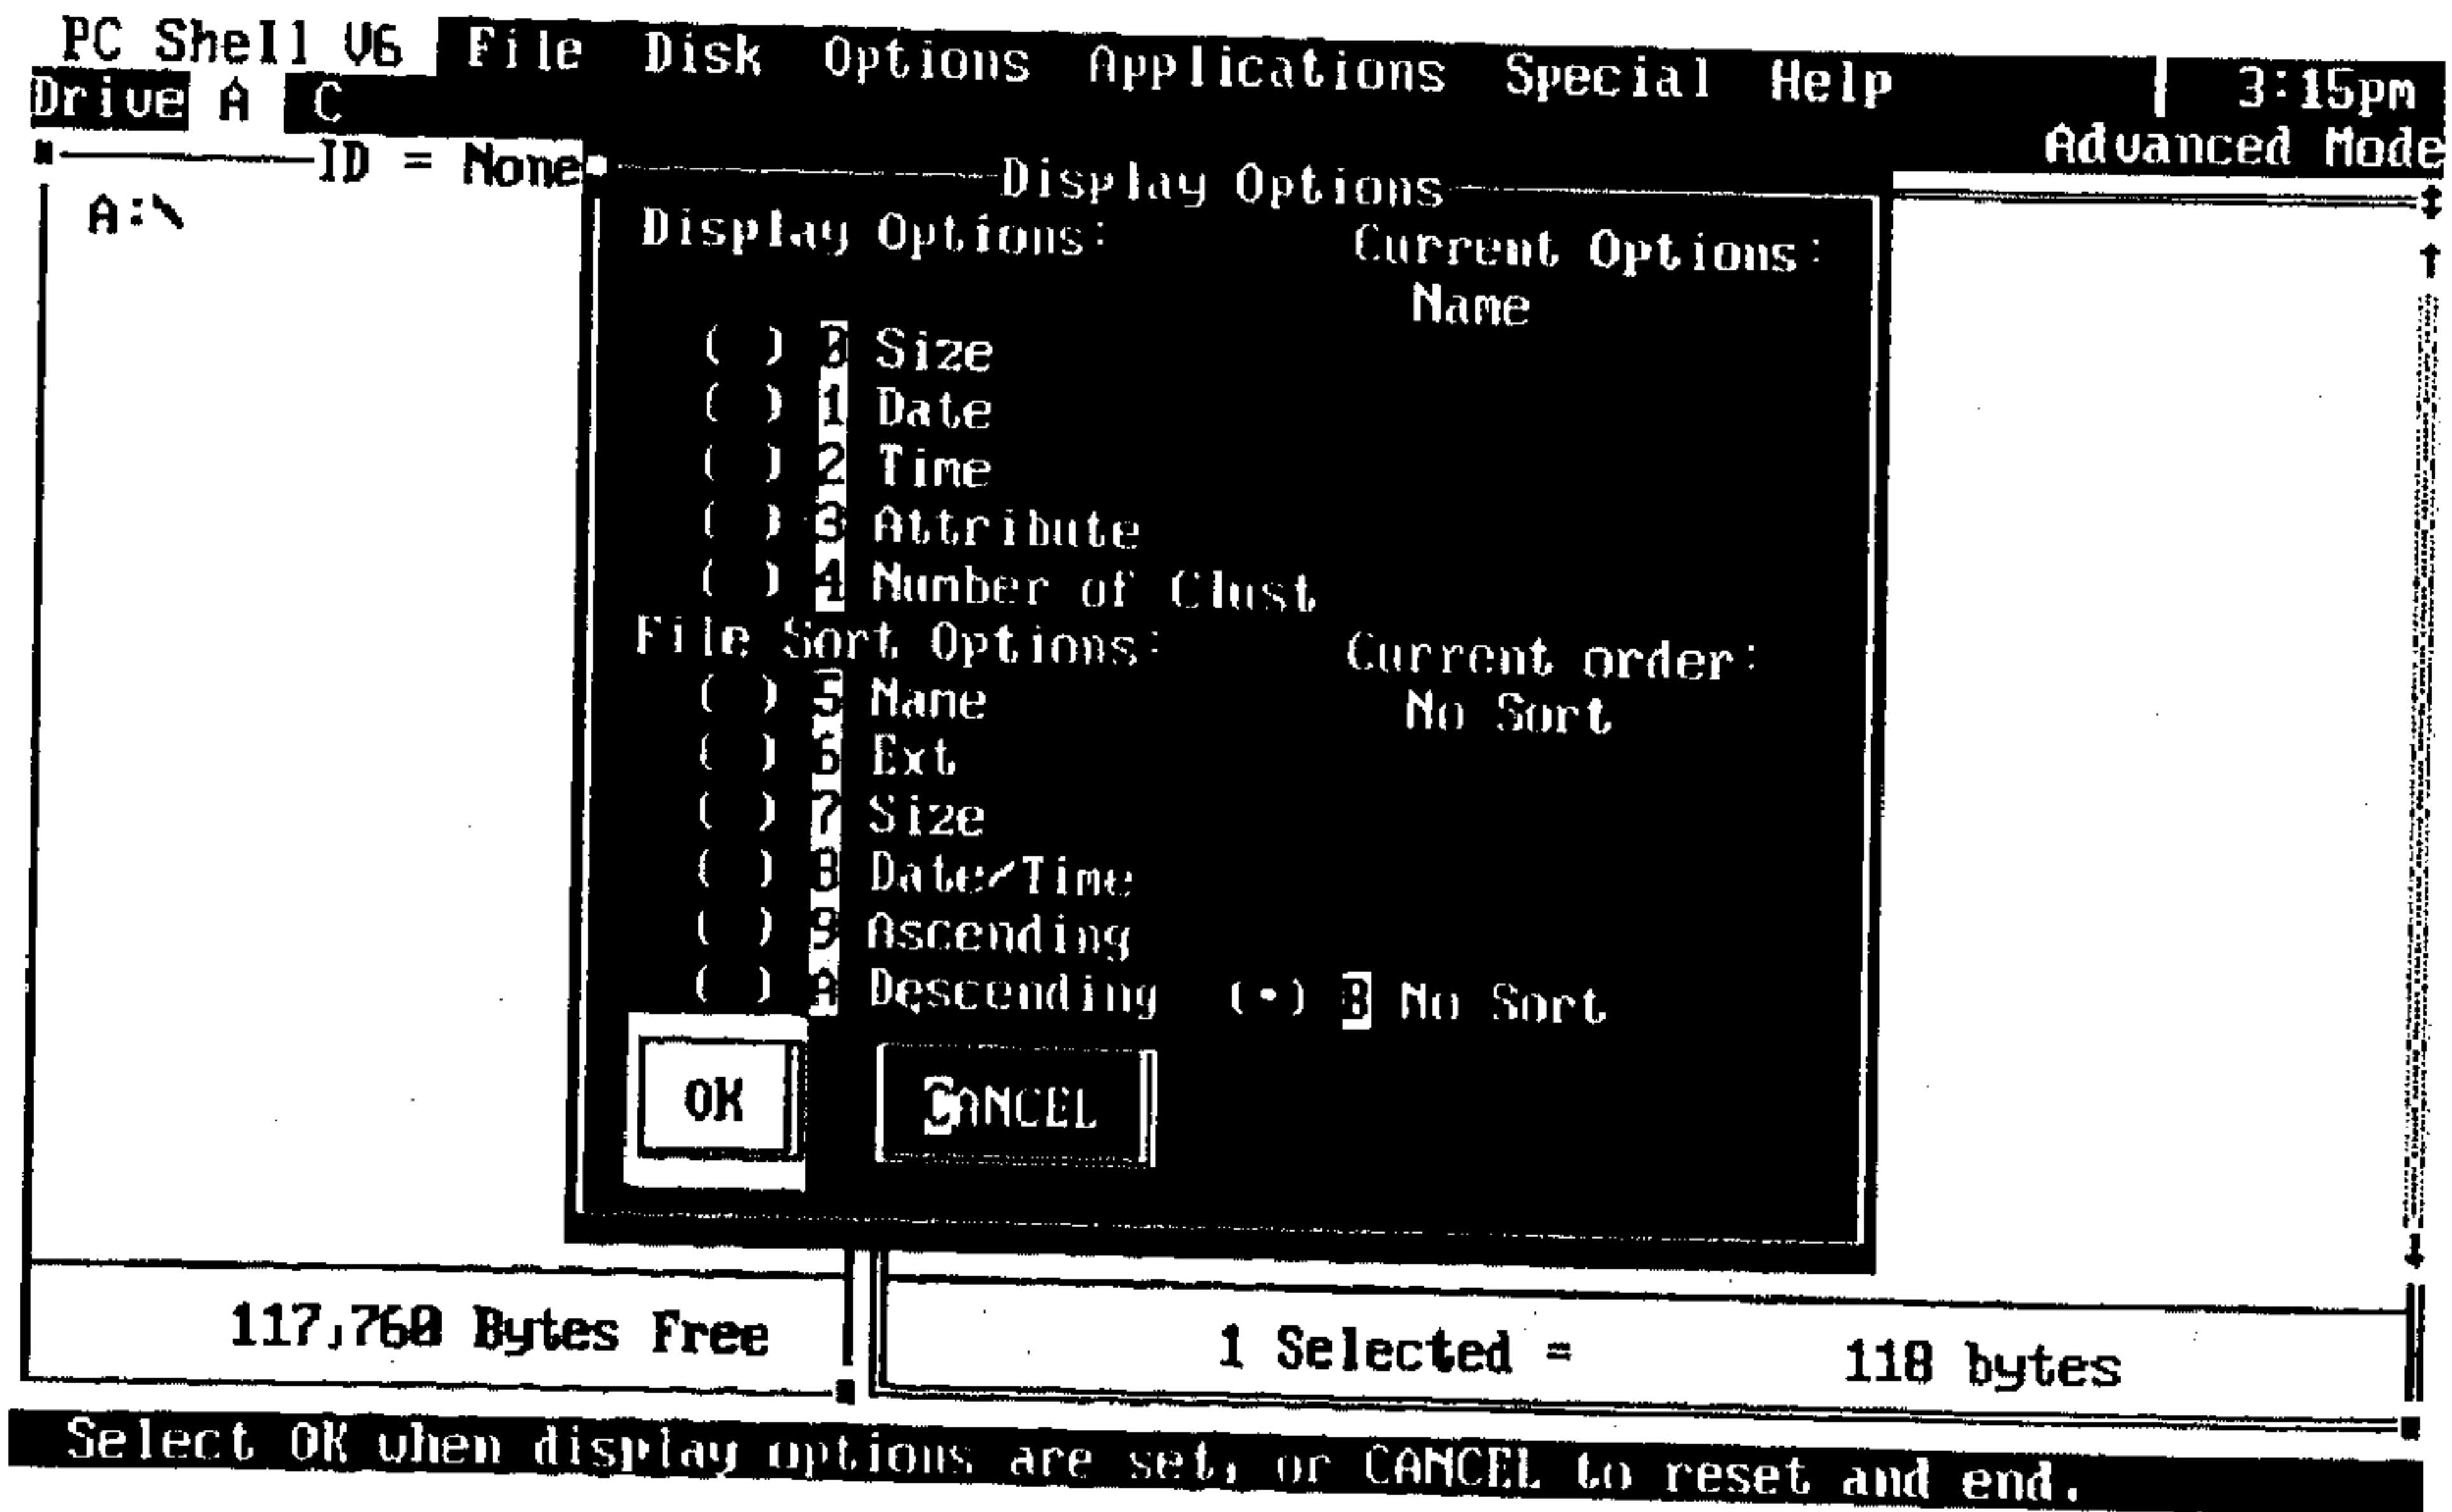 PC Shell V6 File Disk Options Applications Special Help 3:15pm
Drive A C Advanced Mode
ID = None Display Options
A:\ Display Options: Current Options:
Name
( ) 0 Size
( ) 1 Date
( ) 2 Time
( ) 3 Attribute
( ) 4 Number of Clust
File Sort Options: Current order:
( ) 5 Name No Sort
( ) 6 Ext
( ) 7 Size
( ) 8 Date/Time
( ) 9 Ascending
( ) A Descending (•) B No Sort
OK CANCEL
117,760 Bytes Free 1 Selected = 118 bytes
Select OK when display options are set, or CANCEL to reset and end.